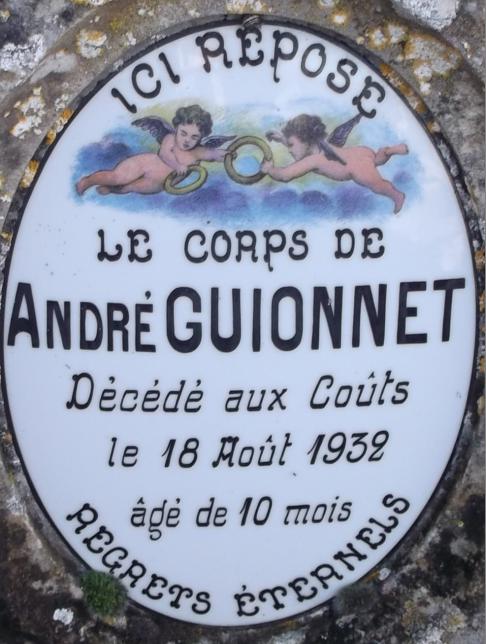 ICI REPOSE
LE CORPS DE
ANDRÉ GUIONNET
Décédé aux Coûts
le 18 Août 1932
âgé de 10 mois
REGRETS ÉTERNELS